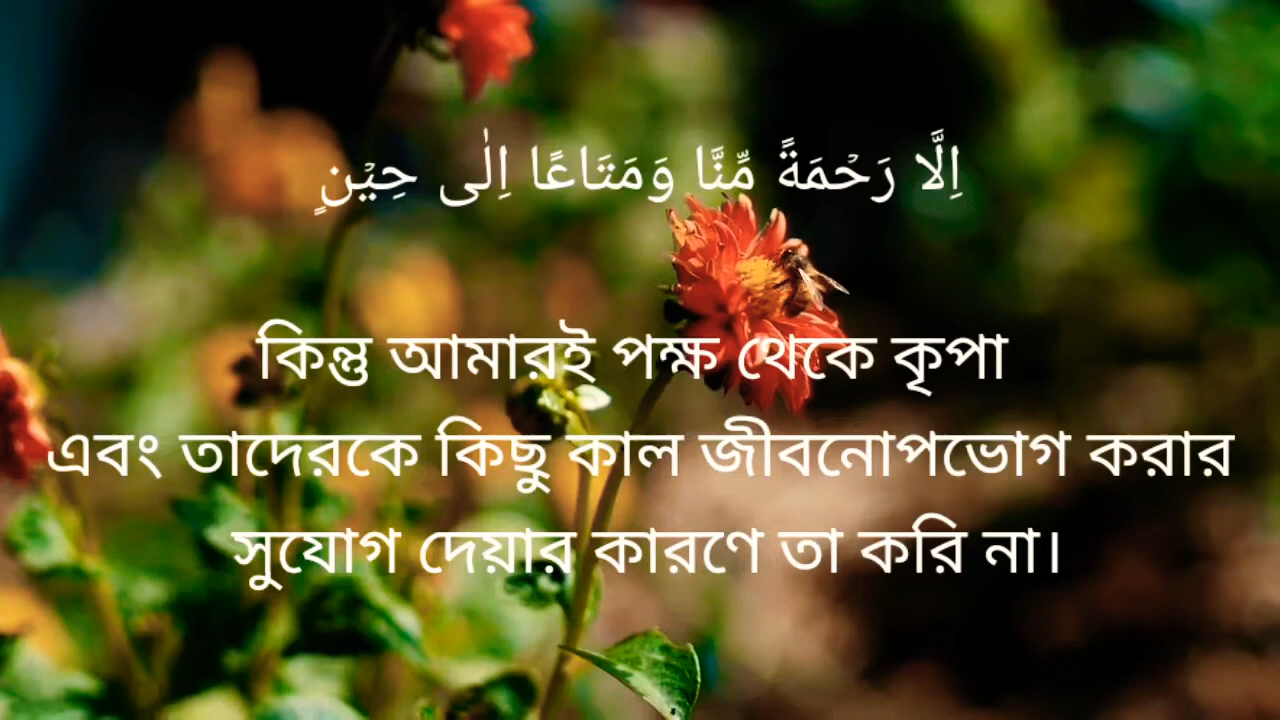 اِلَّا رَحْمَةً مِّنَّا وَمَتَاعًا اِلٰى حِيْنٍ
কিন্তু আমারই পক্ষ থেকে কৃপা
এবং তাদেরকে কিছু কাল জীবনোপভোগ করার
সুযোগ দেয়ার কারণে তা করি না।